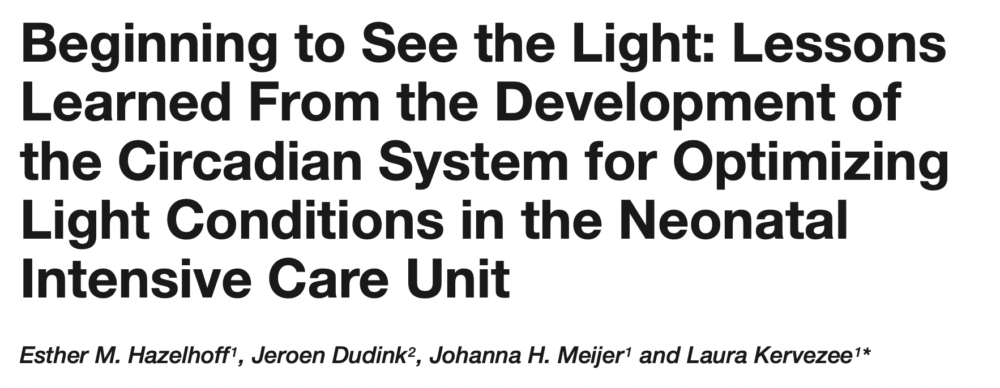 Beginning to See the Light: Lessons
Learned From the Development of
the Circadian System for Optimizing
Light Conditions in the Neonatal
Intensive Care Unit
Esther M. Hazelhoff¹, Jeroen Dudink², Johanna H. Meijer¹ and Laura Kervezee¹*